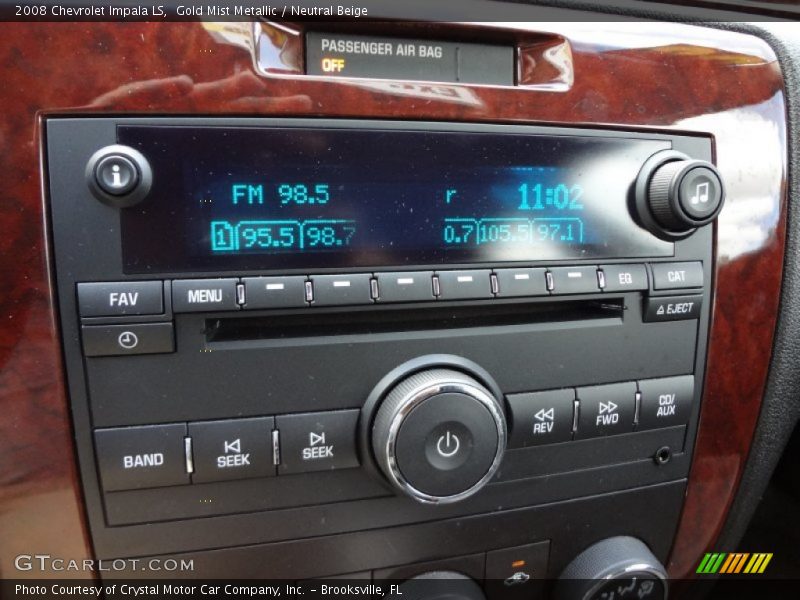 2008 Chevrolet Impala LS,  Gold Mist Metallic / Neutral Beige
PASSENGER AIR BAG
OFF
FM 98.5 r 11:02
1 95.5 98.7 0.7 105.5 97.1
FAV MENU EQ CAT
EJECT
BAND SEEK SEEK REV FWD CD/
AUX
GTCARLOT.COM
Photo Courtesy of Crystal Motor Car Company, Inc. - Brooksville, FL